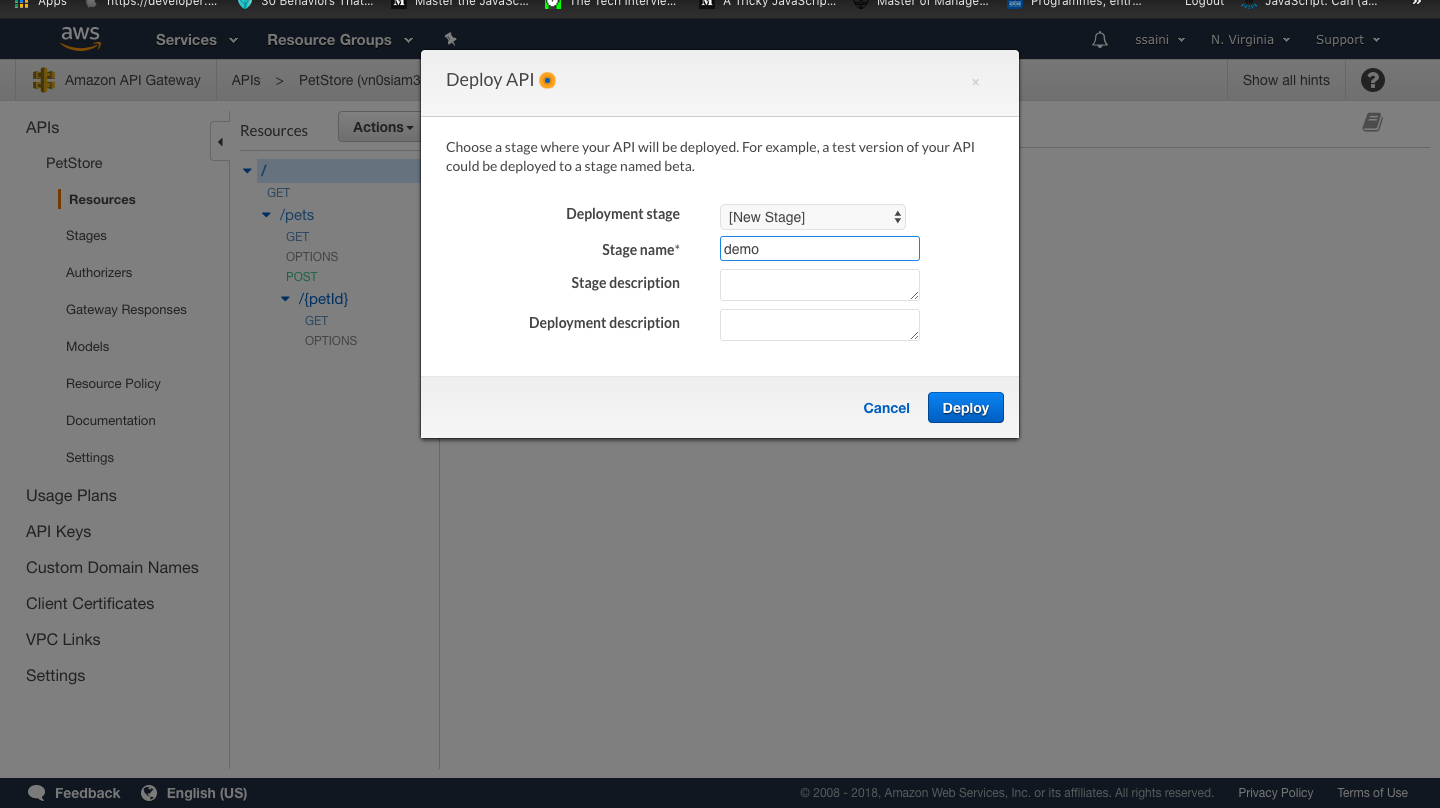 Apps https://developer.... 30 Behaviors That... Master the JavaSc... The Tech Intervie... A Tricky JavaScrip... Master of Manage... Programmes, entr... Logout JavaScript: Can (a... »
aws Services Resource Groups ssaini N. Virginia Support
Amazon API Gateway APIs > PetStore (vn0siam3 Show all hints ?
Deploy API ×
Choose a stage where your API will be deployed. For example, a test version of your API
could be deployed to a stage named beta.
Deployment stage [New Stage]
Stage name* demo
Stage description
Deployment description
Cancel Deploy
APIs
PetStore
Resources
Stages
Authorizers
Gateway Responses
Models
Resource Policy
Documentation
Settings
Usage Plans
API Keys
Custom Domain Names
Client Certificates
VPC Links
Settings
Resources Actions
/
GET
/pets
GET
OPTIONS
POST
/{petId}
GET
OPTIONS
Feedback English (US) © 2008 - 2018, Amazon Web Services, Inc. or its affiliates. All rights reserved. Privacy Policy Terms of Use